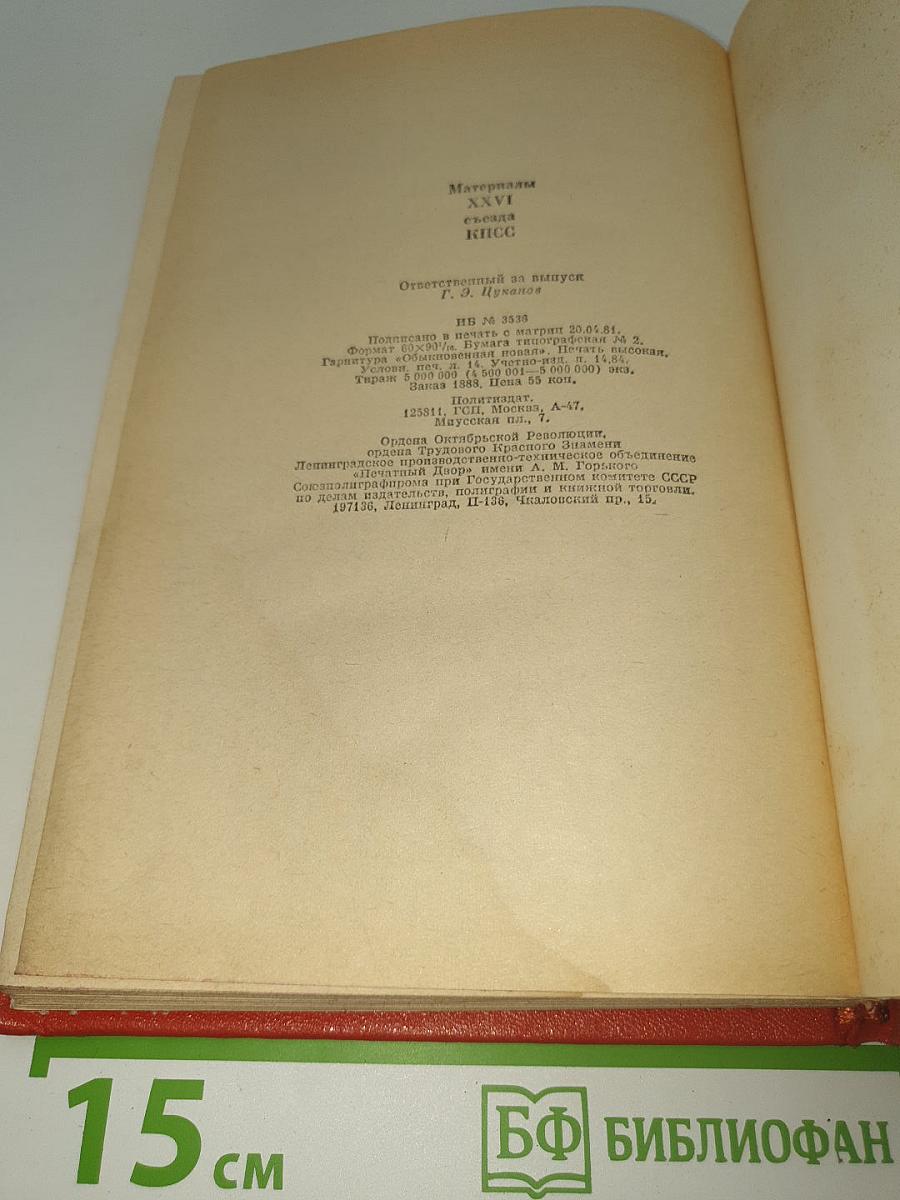 Материалы
XXVI
съезда
КПСС
Ответственный за выпуск
Г. Э. Цуканов
ИБ № 3536
Подписано в печать с матриц 20.04.81.
Формат 60×90¹/₁₆. Бумага типографская № 2.
Гарнитура «Обыкновенная новая». Печать высокая.
Условн. печ. л. 14. Учетно-изд. л. 14,84.
Тираж 5 000 000 (4 500 001—5 000 000) экз.
Заказ 1888. Цена 55 коп.
Политиздат.
125811, ГСП, Москва, А-47,
Миусская пл., 7.
Ордена Октябрьской Революции,
ордена Трудового Красного Знамени
Ленинградское производственно-техническое объединение
«Печатный Двор» имени А. М. Горького
Союзполиграфпрома при Государственном комитете СССР
по делам издательств, полиграфии и книжной торговли.
197136, Ленинград, П-136, Чкаловский пр., 15.
15 см
БФ БИБЛИОФАН